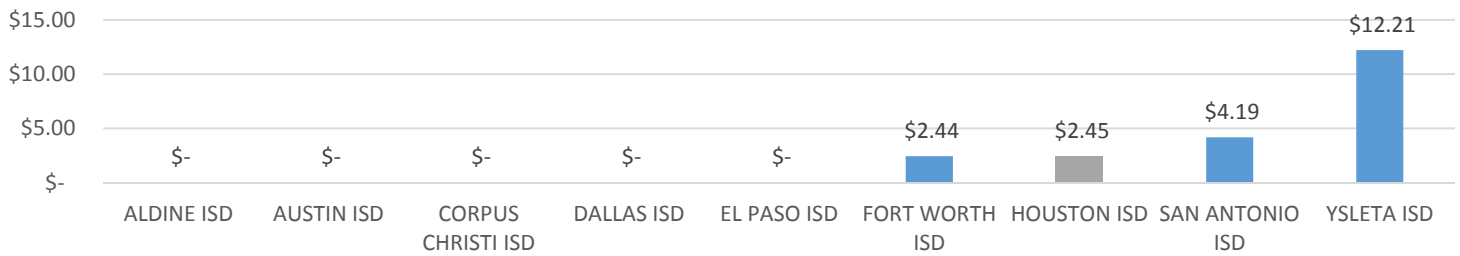 $15.00
$10.00
$5.00
$-
$-
$-
$-
$-
$-
$2.44
$2.45
$4.19
$12.21
ALDINE ISD
AUSTIN ISD
CORPUS
CHRISTI ISD
DALLAS ISD
EL PASO ISD
FORT WORTH
ISD
HOUSTON ISD
SAN ANTONIO
ISD
YSLETA ISD